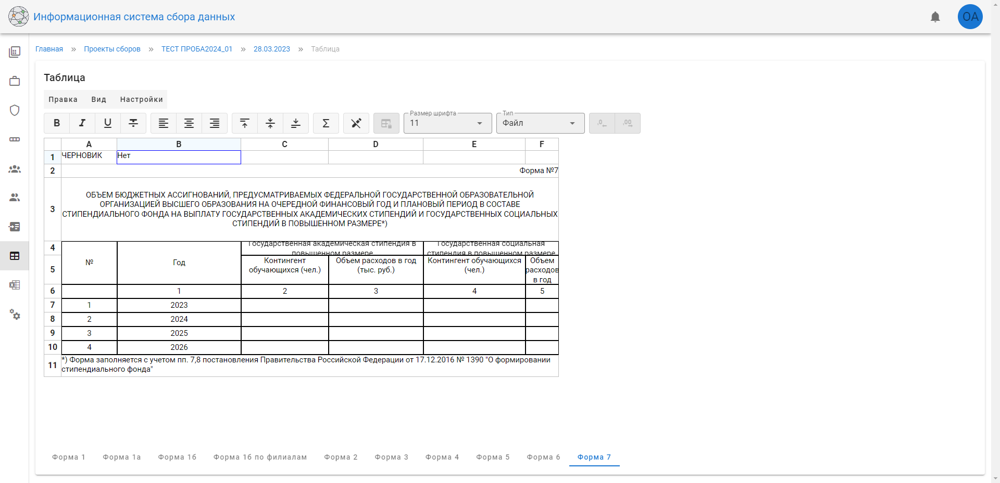 Информационная система сбора данных
ОА
Главная » Проекты сборов » ТЕСТ ПРОБА2024_01 » 28.03.2023 » Таблица
Таблица
Правка Вид Настройки
B I U Σ Размер шрифта 11 Тип Файл ,0 ,00
A B C D E F
1 ЧЕРНОВИК Нет
2 Форма №7
3
ОБЪЕМ БЮДЖЕТНЫХ АССИГНОВАНИЙ, ПРЕДУСМАТРИВАЕМЫХ ФЕДЕРАЛЬНОЙ ГОСУДАРСТВЕННОЙ ОБРАЗОВАТЕЛЬНОЙ
ОРГАНИЗАЦИЕЙ ВЫСШЕГО ОБРАЗОВАНИЯ НА ОЧЕРЕДНОЙ ФИНАНСОВЫЙ ГОД И ПЛАНОВЫЙ ПЕРИОД В СОСТАВЕ
СТИПЕНДИАЛЬНОГО ФОНДА НА ВЫПЛАТУ ГОСУДАРСТВЕННЫХ АКАДЕМИЧЕСКИХ СТИПЕНДИЙ И ГОСУДАРСТВЕННЫХ СОЦИАЛЬНЫХ
СТИПЕНДИЙ В ПОВЫШЕННОМ РАЗМЕРЕ*)
4
№
Год
Государственная академическая стипендия в
повышенном размере
Государственная социальная
стипендия в повышенном размере
5
Контингент
обучающихся (чел.)
Объем расходов в год
(тыс. руб.)
Контингент обучающихся
(чел.)
Объем
расходов
в год
6 1 2 3 4 5
7 1 2023
8 2 2024
9 3 2025
10 4 2026
11
*) Форма заполняется с учетом пп. 7,8 постановления Правительства Российской Федерации от 17.12.2016 № 1390 "О формировании
стипендиального фонда"
Форма 1 Форма 1а Форма 1б Форма 1б по филиалам Форма 2 Форма 3 Форма 4 Форма 5 Форма 6 Форма 7